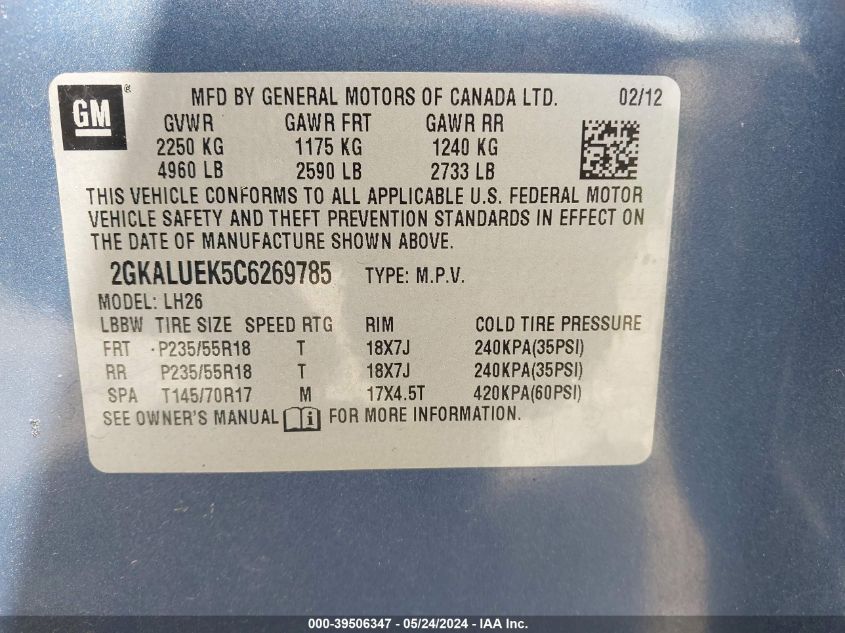 GM ® MFD BY GENERAL MOTORS OF CANADA LTD. 02/12
GVWR GAWR FRT GAWR RR
2250 KG 1175 KG 1240 KG
4960 LB 2590 LB 2733 LB
THIS VEHICLE CONFORMS TO ALL APPLICABLE U.S. FEDERAL MOTOR
VEHICLE SAFETY AND THEFT PREVENTION STANDARDS IN EFFECT ON
THE DATE OF MANUFACTURE SHOWN ABOVE.
2GKALUEK5C6269785 TYPE: M.P.V.
MODEL: LH26
LBBW TIRE SIZE SPEED RTG RIM COLD TIRE PRESSURE
FRT P235/55R18 T 18X7J 240KPA(35PSI)
RR P235/55R18 T 18X7J 240KPA(35PSI)
SPA T145/70R17 M 17X4.5T 420KPA(60PSI)
SEE OWNER'S MANUAL FOR MORE INFORMATION.
000-39506347 - 05/24/2024 - IAA Inc.